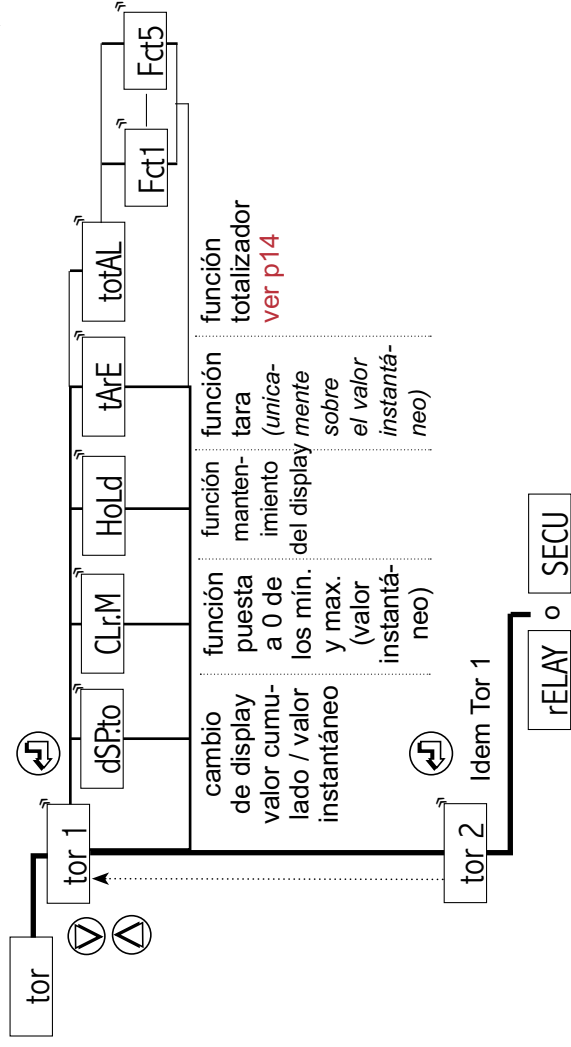 tor
tor 1
dSP.to
CLr.M
HoLd
tArE
totAL
Fct1
Fct5
cambio
de display
valor cumu-
lado / valor
instantáneo
función
puesta
a 0 de
los mín.
y max.
(valor
instantá-
neo)
función
manten-
imiento
del display
función
tara
(unica-
mente
sobre
el valor
instantá-
neo)
función
totalizador
ver p14
tor 2
Idem Tor 1
rELAY o SECU